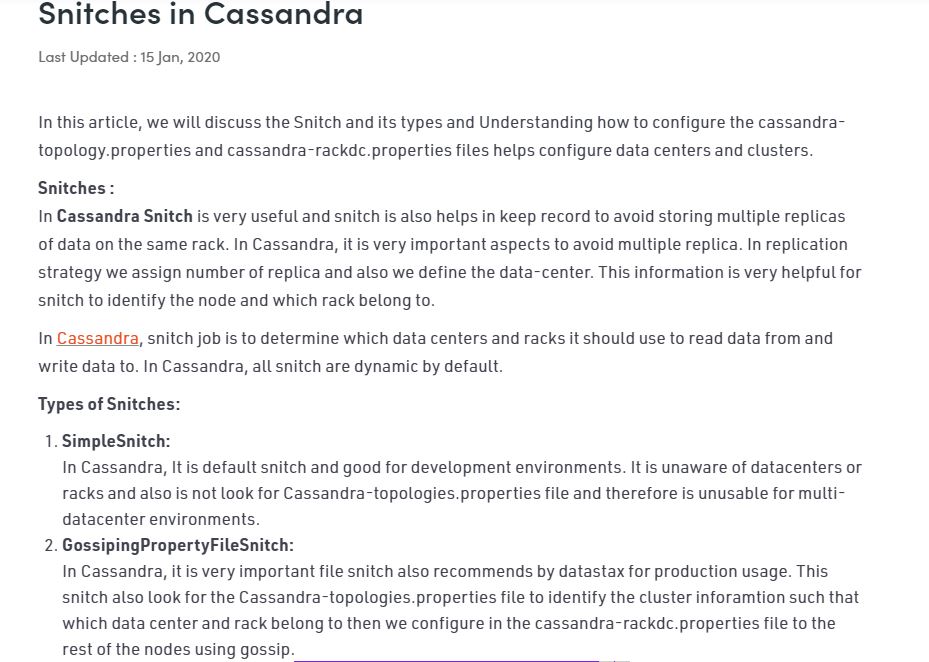 Snitches in Cassandra
Last Updated : 15 Jan, 2020
In this article, we will discuss the Snitch and its types and Understanding how to configure the cassandra-
topology.properties and cassandra-rackdc.properties files helps configure data centers and clusters.
Snitches :
In Cassandra Snitch is very useful and snitch is also helps in keep record to avoid storing multiple replicas
of data on the same rack. In Cassandra, it is very important aspects to avoid multiple replica. In replication
strategy we assign number of replica and also we define the data-center. This information is very helpful for
snitch to identify the node and which rack belong to.
In Cassandra, snitch job is to determine which data centers and racks it should use to read data from and
write data to. In Cassandra, all snitch are dynamic by default.
Types of Snitches:
1. SimpleSnitch:
In Cassandra, It is default snitch and good for development environments. It is unaware of datacenters or
racks and also is not look for Cassandra-topologies.properties file and therefore is unusable for multi-
datacenter environments.
2. GossipingPropertyFileSnitch:
In Cassandra, it is very important file snitch also recommends by datastax for production usage. This
snitch also look for the Cassandra-topologies.properties file to identify the cluster inforamtion such that
which data center and rack belong to then we configure in the cassandra-rackdc.properties file to the
rest of the nodes using gossip.